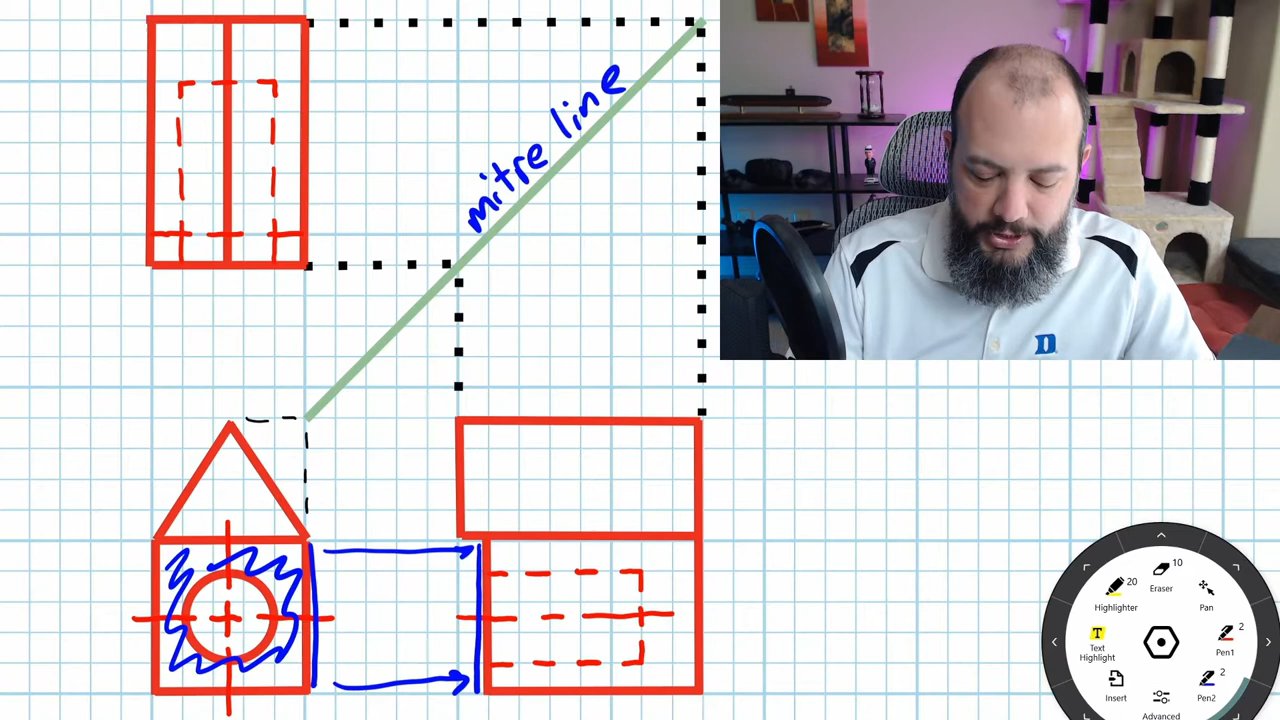 mitre line
D
10
Eraser
20
Highlighter
Pan
T
Text
Highlight
2
Pen1
2
Pen2
Insert
Advanced